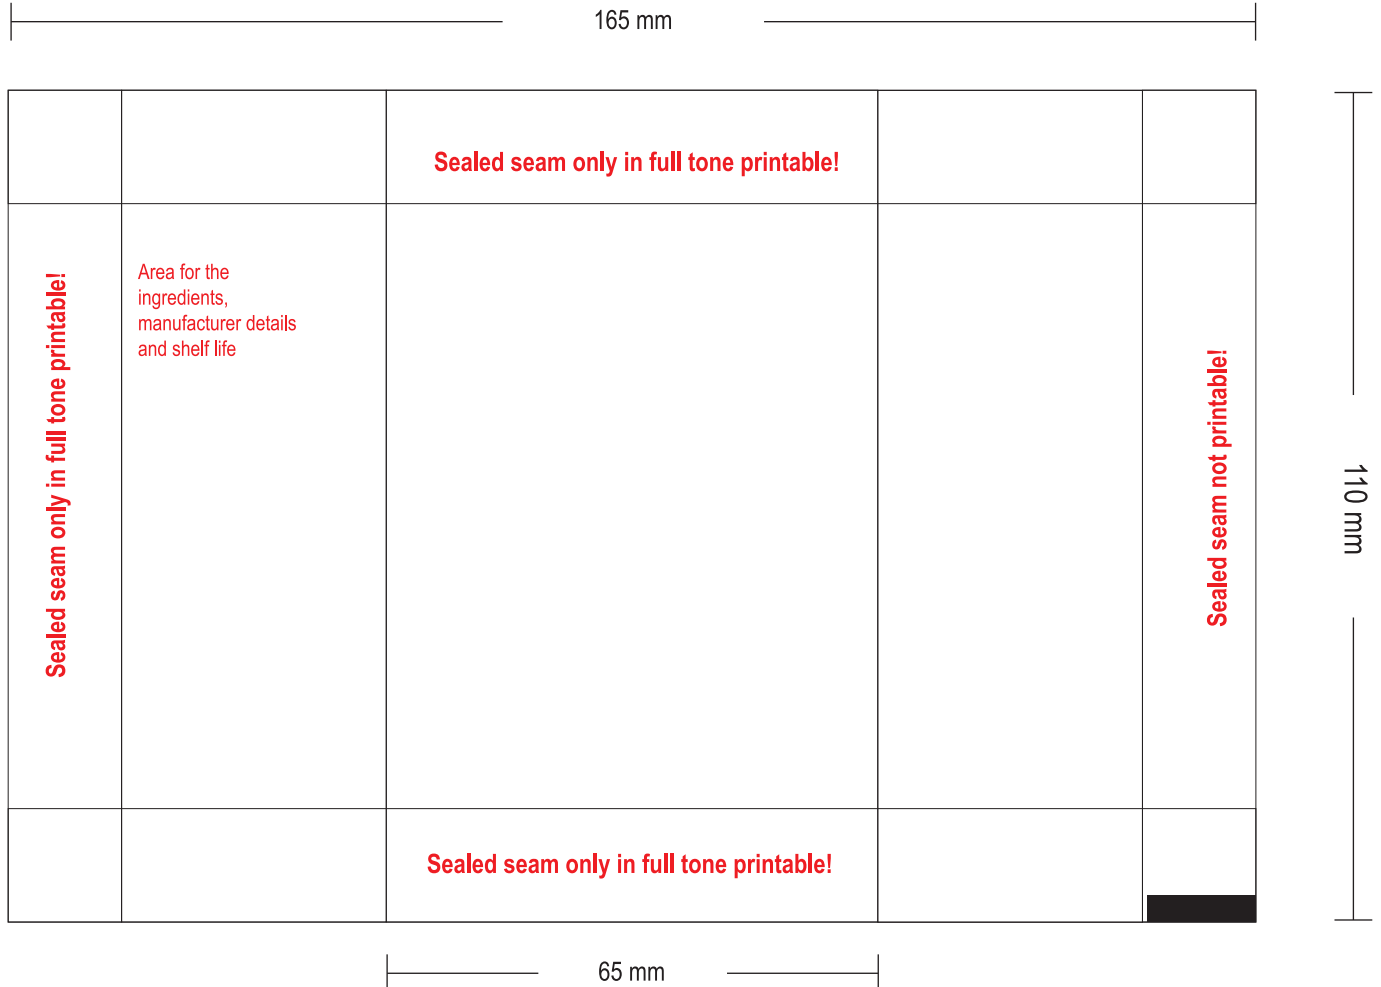 165 mm
Sealed seam only in full tone printable!
Sealed seam only in full tone printable!
Area for the
ingredients,
manufacturer details
and shelf life
Sealed seam not printable!
110 mm
Sealed seam only in full tone printable!
65 mm